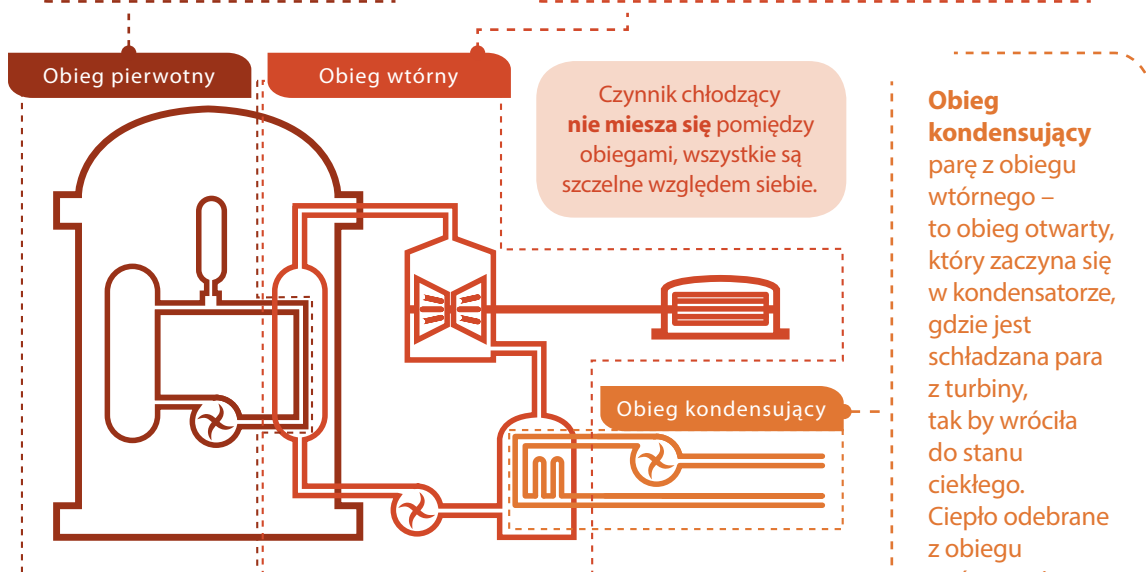 Obieg pierwotny
Obieg wtórny
Czynnik chłodzący
nie miesza się pomiędzy
obiegami, wszystkie są
szczelne względem siebie.
Obieg kondensujący
Obieg
kondensujący
parę z obiegu
wtórnego –
to obieg otwarty,
który zaczyna się
w kondensatorze,
gdzie jest
schładzana para
z turbiny,
tak by wróciła
do stanu
ciekłego.
Ciepło odebrane
z obiegu